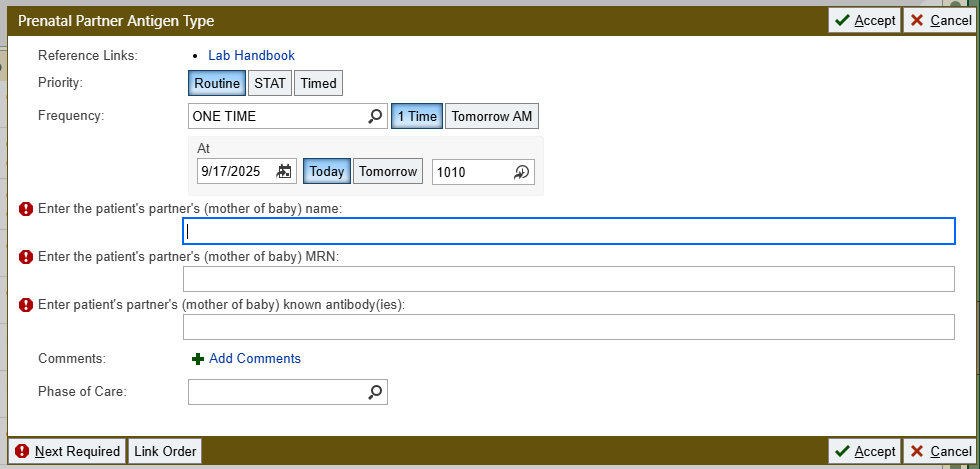 Prenatal Partner Antigen Type
Accept
Cancel
Reference Links:
• Lab Handbook
Priority:
Routine
STAT
Timed
Frequency:
ONE TIME
1 Time
Tomorrow AM
At
9/17/2025
Today
Tomorrow
1010
Enter the patient's partner's (mother of baby) name:
Enter the patient's partner's (mother of baby) MRN:
Enter patient's partner's (mother of baby) known antibody(ies):
Comments:
Add Comments
Phase of Care:
Next Required
Link Order
Accept
Cancel